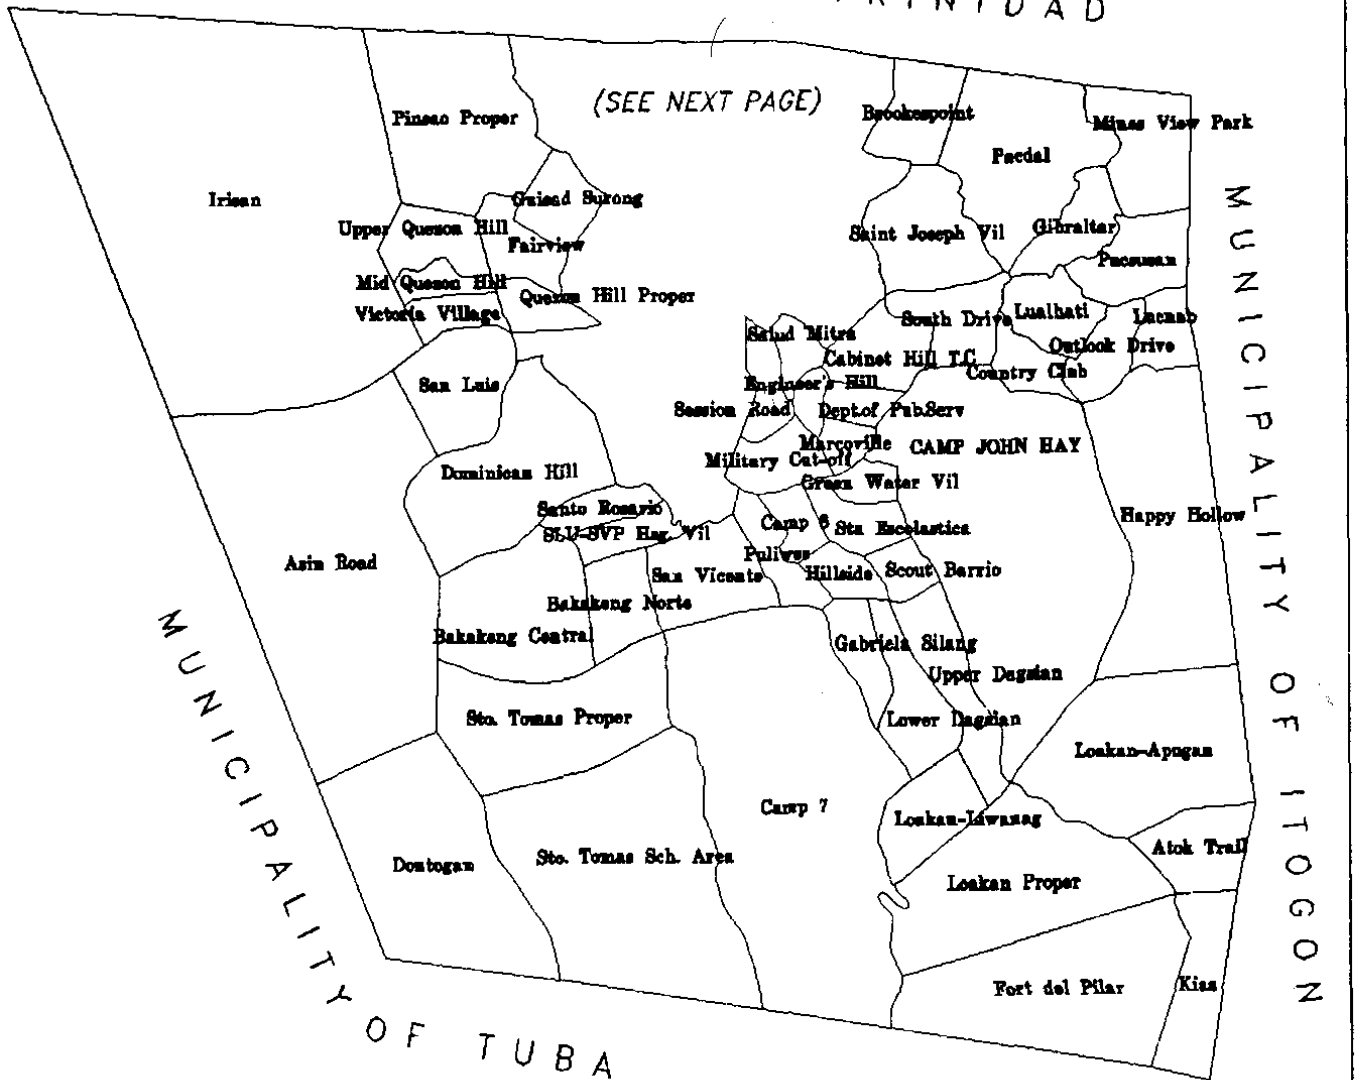 TRINIDAD
(SEE NEXT PAGE)
Pinsao Proper
Brookespoint
Mines View Park
Pacdal
Irisan
Guisad Surong
Upper Quezon Hill
Fairview
Saint Joseph Vil
Gibraltar
Pucsusan
Mid Quezon Hill
Quezon Hill Proper
Victoria Village
South Drive
Lualhati
Lucnab
Salud Mitra
Outlook Drive
Cabinet Hill T.C
Country Club
San Luis
Engineer's Hill
Session Road
Dept.of Pub.Serv
Marcoville
CAMP JOHN HAY
Military Cut-off
Dominican Hill
Green Water Vil
Santo Rosario
Happy Hollow
Camp 8
Sta Escolastica
SLU-SVP Hsg. Vil
Puliwes
Asin Road
San Vicente
Hillside
Scout Barrio
Bakakeng Norte
Bakakeng Central
Gabriela Silang
Upper Dagsian
Sto. Tomas Proper
Lower Dagsian
Loakan-Apugan
Camp 7
Loakan-Liwanag
Atok Trail
Dontogan
Sto. Tomas Sch. Area
Loakan Proper
Fort del Pilar
Kias
MUNICIPALITY OF TUBA
MUNICIPALITY OF ITOGON